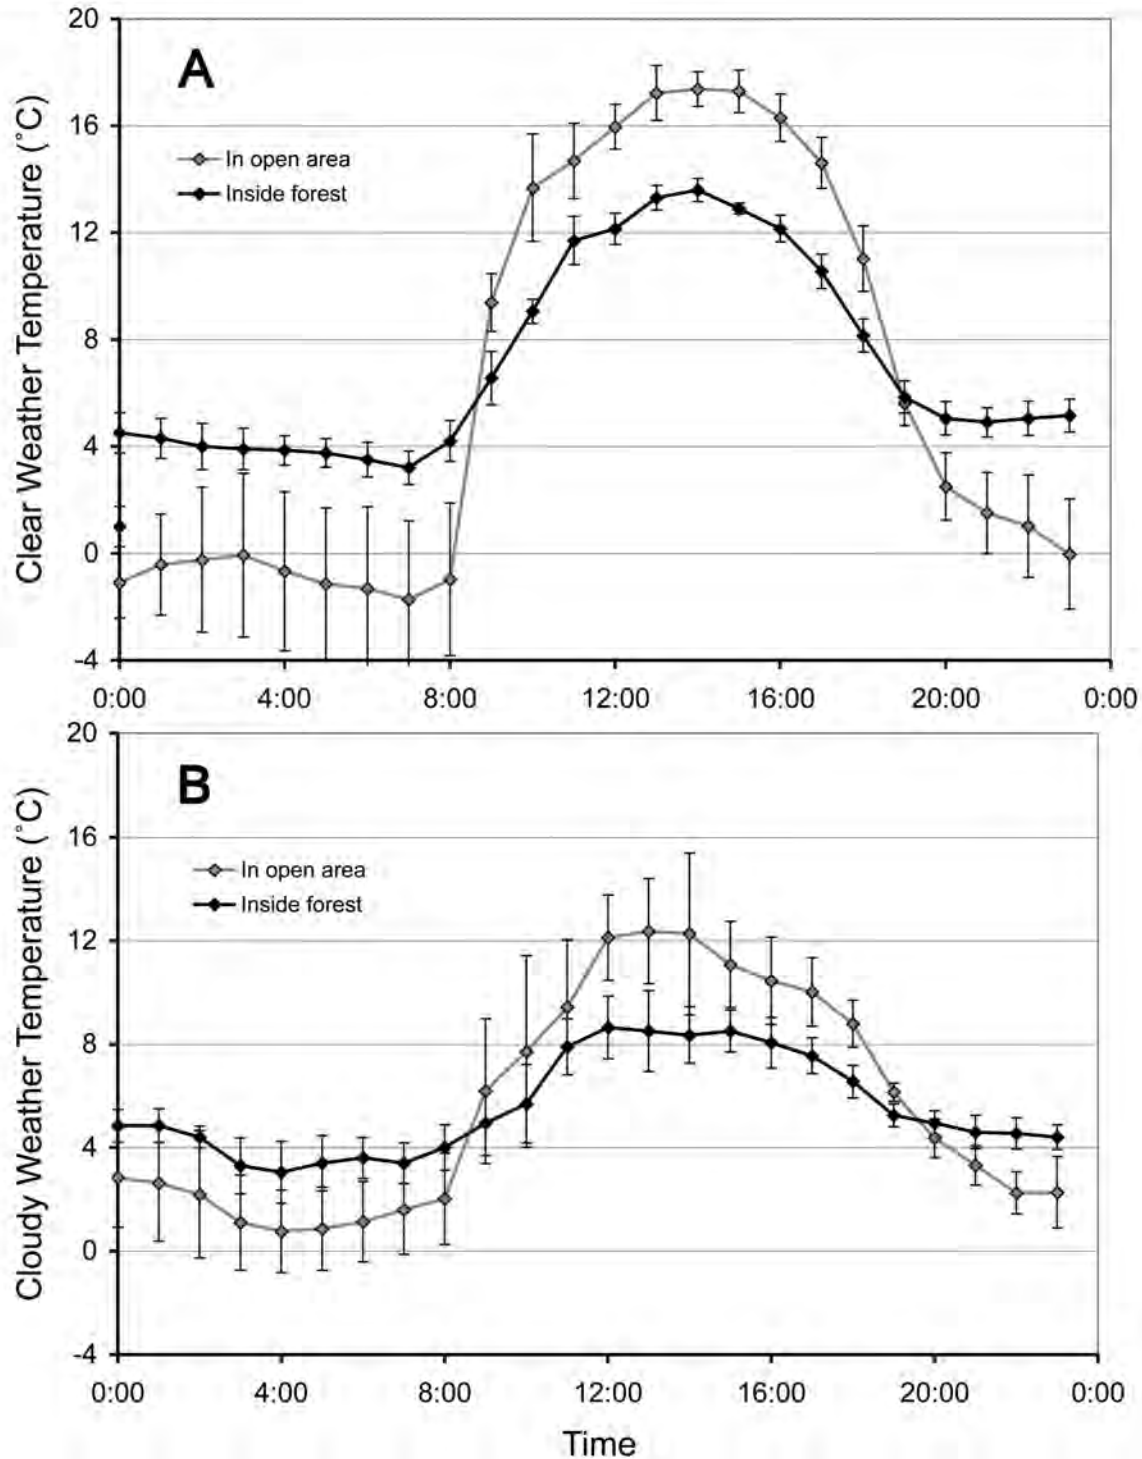 20
16
12
8
4
0
-4
Clear Weather Temperature (˚C)
A
In open area
Inside forest
0:00 4:00 8:00 12:00 16:00 20:00 0:00
20
16
12
8
4
0
-4
Cloudy Weather Temperature (˚C)
B
In open area
Inside forest
0:00 4:00 8:00 12:00 16:00 20:00 0:00
Time